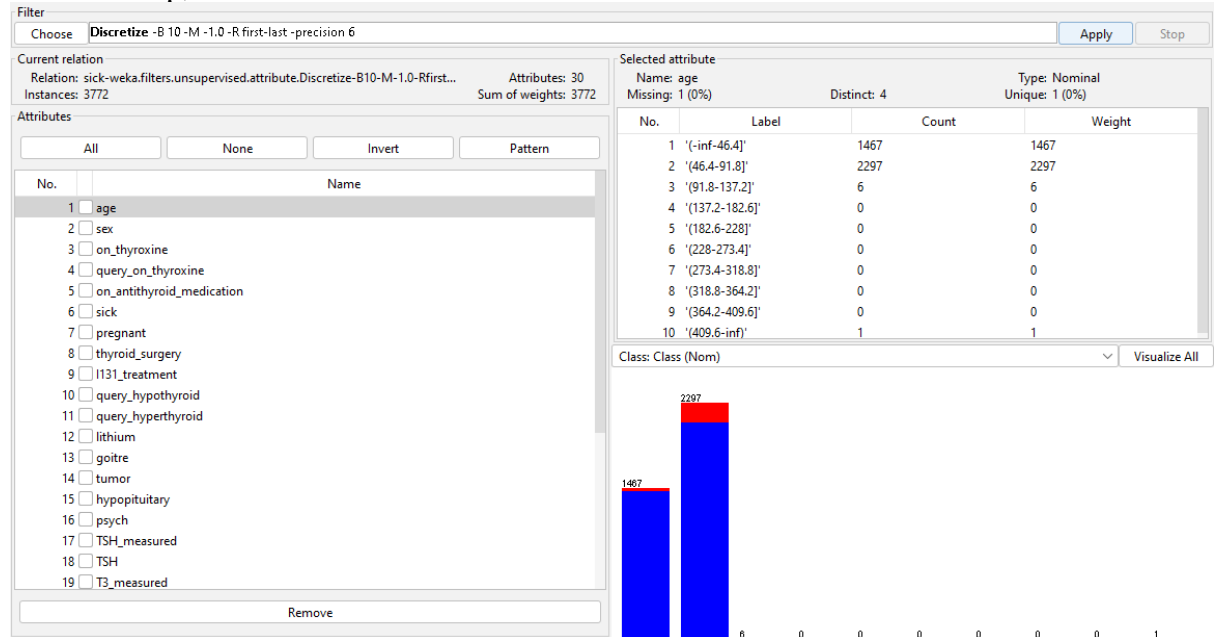 Filter
Choose Discretize -B 10 -M -1.0 -R first-last -precision 6 Apply Stop
Current relation
Relation: sick-weka.filters.unsupervised.attribute.Discretize-B10-M-1.0-Rfirst... Attributes: 30
Instances: 3772 Sum of weights: 3772
Attributes
All None Invert Pattern
No. Name
1 age
2 sex
3 on_thyroxine
4 query_on_thyroxine
5 on_antithyroid_medication
6 sick
7 pregnant
8 thyroid_surgery
9 I131_treatment
10 query_hypothyroid
11 query_hyperthyroid
12 lithium
13 goitre
14 tumor
15 hypopituitary
16 psych
17 TSH_measured
18 TSH
19 T3_measured
Remove
Selected attribute
Name: age Type: Nominal
Missing: 1 (0%) Distinct: 4 Unique: 1 (0%)
No. Label Count Weight
1 '(-inf-46.4]' 1467 1467
2 '(46.4-91.8]' 2297 2297
3 '(91.8-137.2]' 6 6
4 '(137.2-182.6]' 0 0
5 '(182.6-228]' 0 0
6 '(228-273.4]' 0 0
7 '(273.4-318.8]' 0 0
8 '(318.8-364.2]' 0 0
9 '(364.2-409.6]' 0 0
10 '(409.6-inf)' 1 1
Class: Class (Nom) Visualize All
2297
1467
6 0 0 0 0 0 0 1